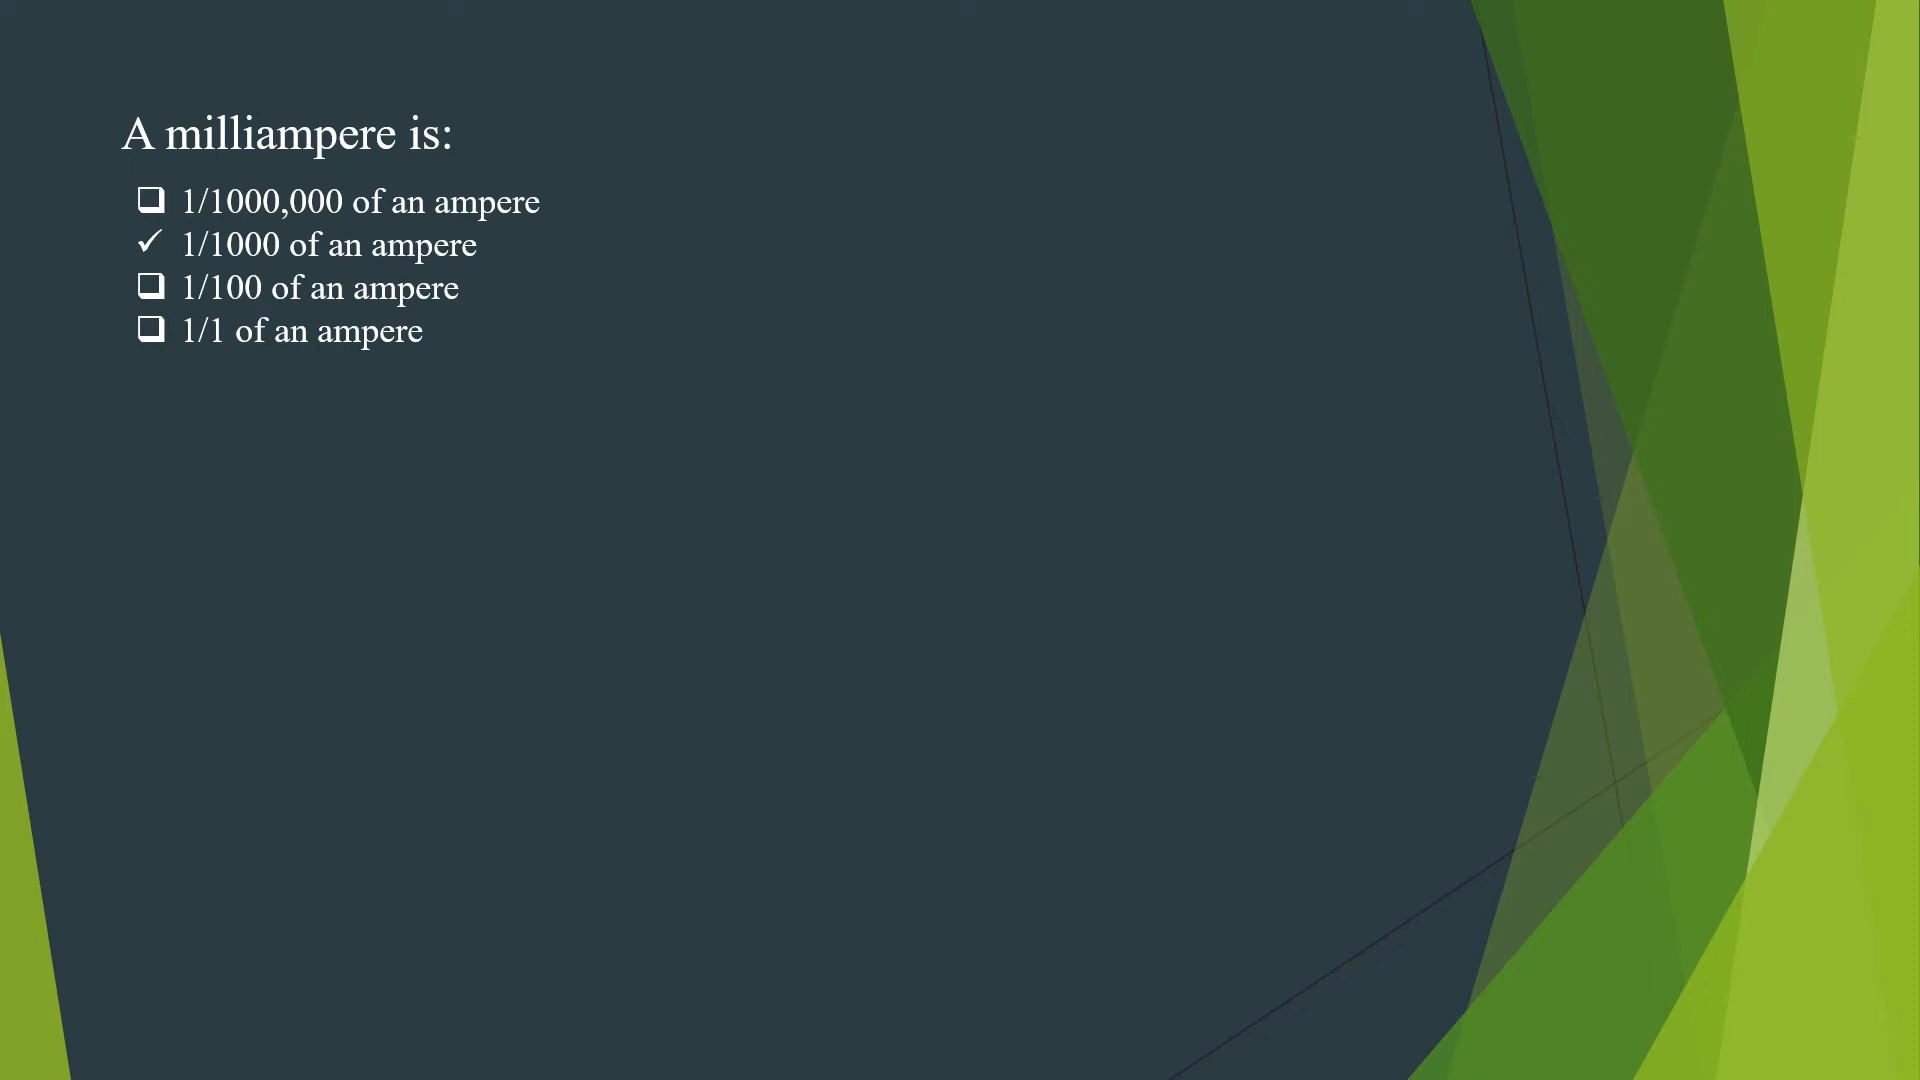 A milliampere is:
❑ 1/1000,000 of an ampere
✓ 1/1000 of an ampere
❑ 1/100 of an ampere
❑ 1/1 of an ampere